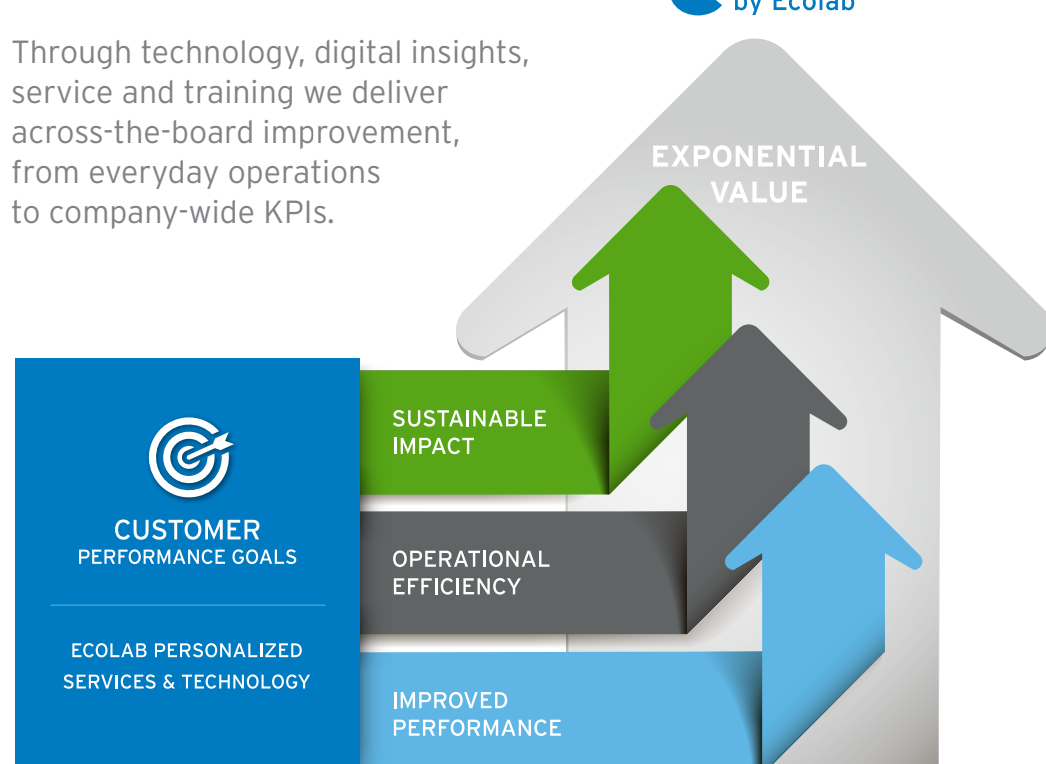 by Ecolab
Through technology, digital insights,
service and training we deliver
across-the-board improvement,
from everyday operations
to company-wide KPIs.
EXPONENTIAL
VALUE
SUSTAINABLE
IMPACT
CUSTOMER
PERFORMANCE GOALS
OPERATIONAL
EFFICIENCY
ECOLAB PERSONALIZED
SERVICES & TECHNOLOGY
IMPROVED
PERFORMANCE